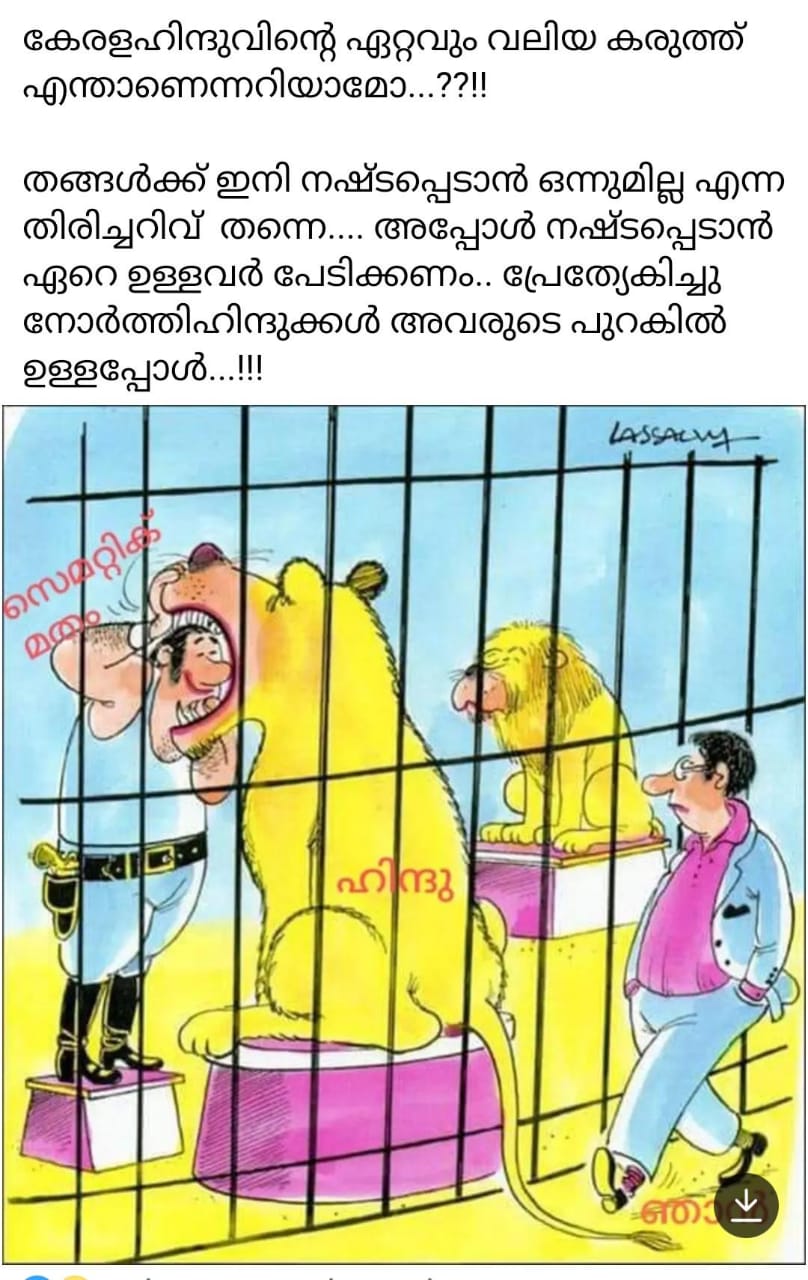 കേരളഹിന്ദുവിന്റെ ഏറ്റവും വലിയ കരുത്ത്
എന്താണെന്നറിയാമോ...??!!
തങ്ങൾക്ക് ഇനി നഷ്ടപ്പെടാൻ ഒന്നുമില്ല എന്ന
തിരിച്ചറിവ് തന്നെ.... അപ്പോൾ നഷ്ടപ്പെടാൻ
ഏറെ ഉള്ളവർ പേടിക്കണം.. പ്രേത്യേകിച്ചു
നോർത്തിഹിന്ദുക്കൾ അവരുടെ പുറകിൽ
ഉള്ളപ്പോൾ...!!!
സെമറ്റിക്
മതം
ഹിന്ദു